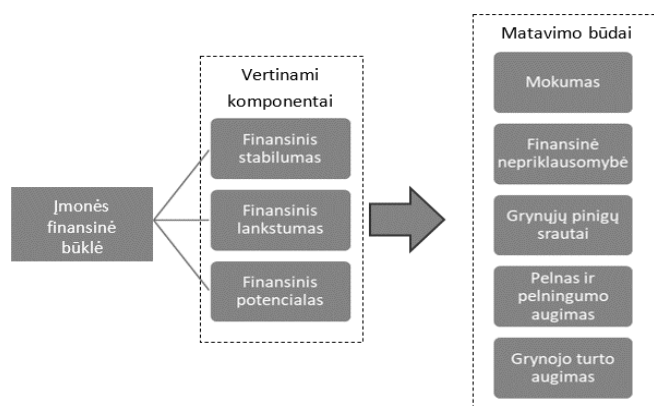 Įmonės
finansinė
būklė
Vertinami
komponentai
Finansinis
stabilumas
Finansinis
lankstumas
Finansinis
potencialas
Matavimo būdai
Mokumas
Finansinė
nepriklausomybė
Grynųjų pinigų
srautai
Pelnas ir
pelningumo
augimas
Grynojo turto
augimas